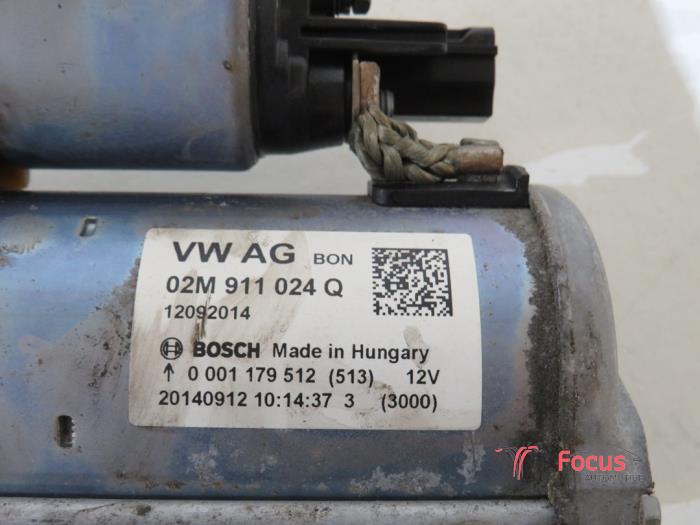 VW AG BON
02M 911 024 Q
12092014
BOSCH Made in Hungary
↑ 0 001 179 512 (513) 12V
20140912 10:14:37 3 (3000)
Focus
AUTOMOTIVE